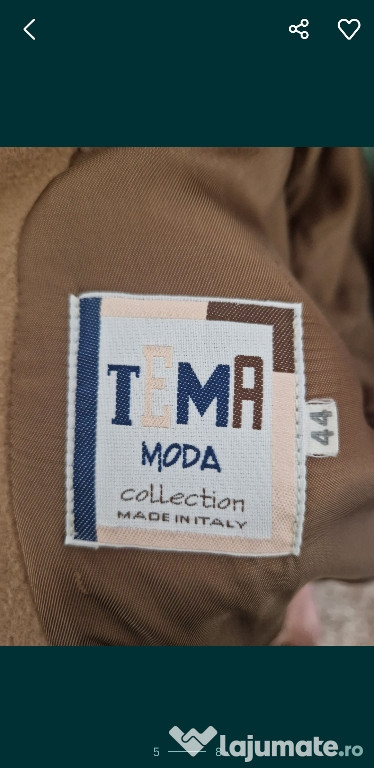 TEMA
MODA
collection
MADE IN ITALY
44
5 8
Lajumate.ro